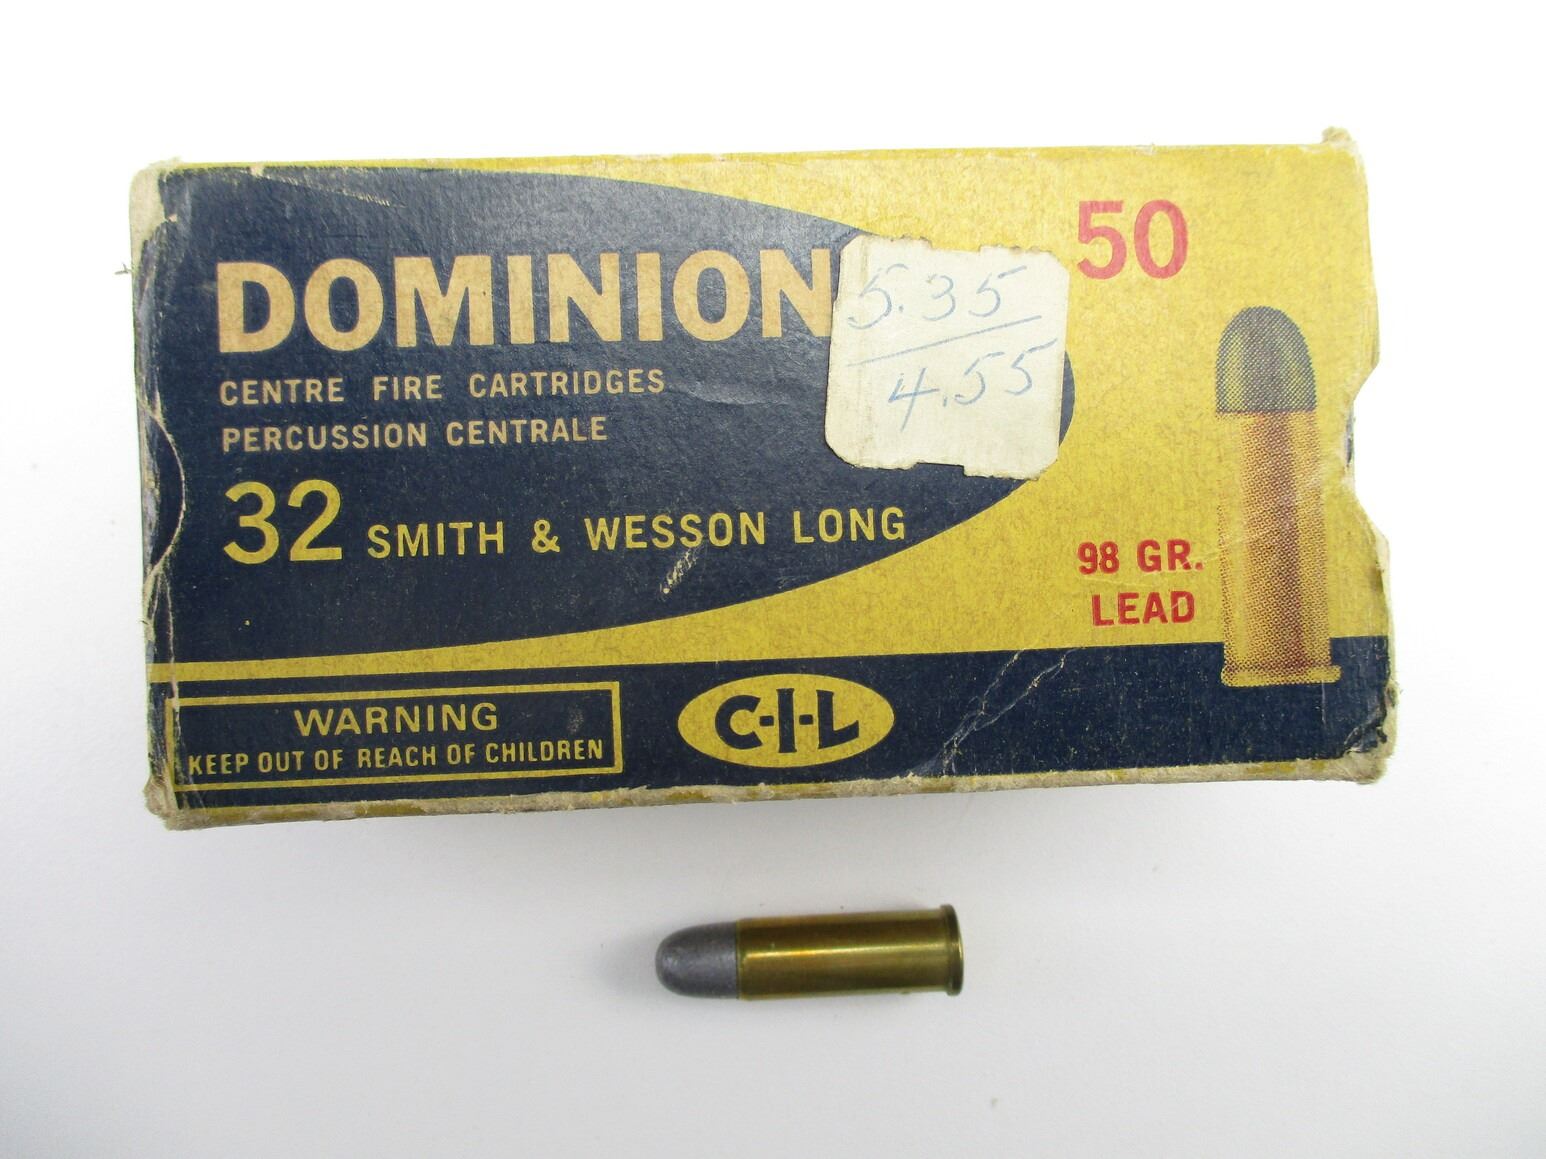 DOMINION
CENTRE FIRE CARTRIDGES
PERCUSSION CENTRALE
32 SMITH & WESSON LONG
5.35
4.55
50
98 GR.
LEAD
WARNING
KEEP OUT OF REACH OF CHILDREN
C-I-L